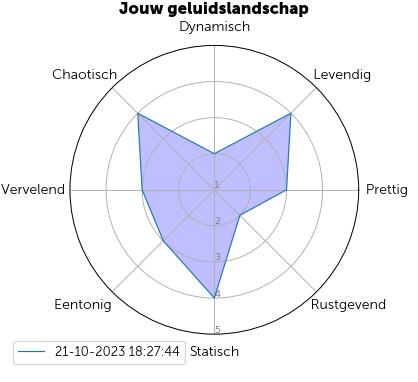 Jouw geluidslandschap
Dynamisch
Chaotisch
Levendig
Vervelend
1
Prettig
2
3
4
Eentonig
Rustgevend
5
21-10-2023 18:27:44
Statisch